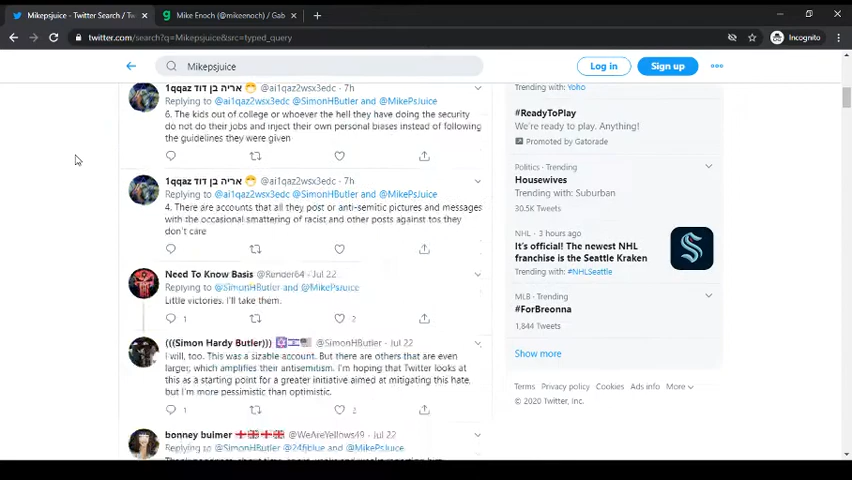 Mikepsjuice - Twitter Search / Tw
Mike Enoch (@mikeenoch) / Gab
twitter.com/search?q=Mikepsjuice&src=typed_query
Incognito
Mikepsjuice
Log in
Sign up
1qqaz אריה בן דוד @ai1qaz2wsx3edc · 7h
Replying to @ai1qaz2wsx3edc @SimonHButler and @MikePsJuice
6. The kids out of college or whoever the hell they have doing the security
do not do their jobs and inject their own personal biases instead of following
the guidelines they were given
1qqaz אריה בן דוד @ai1qaz2wsx3edc · 7h
Replying to @ai1qaz2wsx3edc @SimonHButler and @MikePsJuice
4. There are accounts that all they post or anti-semitic pictures and messages
with the occasional smattering of racist and other posts against tos they
don't care
Need To Know Basis @Ranger64 · Jul 22
Replying to @SimonHButler and @MikePsJuice
Little victories. I'll take them.
1
2
(((Simon Hardy Butler))) @SimonHButler · Jul 22
I will, too. This was a sizable account. But there are others that are even
larger, which amplifies their antisemitism. I'm hoping that Twitter looks at
this as a starting point for a greater initiative aimed at mitigating this hate,
but I'm more pessimistic than optimistic.
1
2
bonney bulmer @WeAreYellows49 · Jul 22
Replying to @SimonHButler @24fiblue and @MikePsJuice
Trending with: Yoho
#ReadyToPlay
We're ready to play. Anything!
Promoted by Gatorade
Politics · Trending
Housewives
Trending with: Suburban
30.5K Tweets
NHL · 3 hours ago
It's official! The newest NHL
franchise is the Seattle Kraken
Trending with: #NHLSeattle
MLB · Trending
#ForBreonna
1,844 Tweets
Show more
Terms Privacy policy Cookies Ads info More
© 2020 Twitter, Inc.